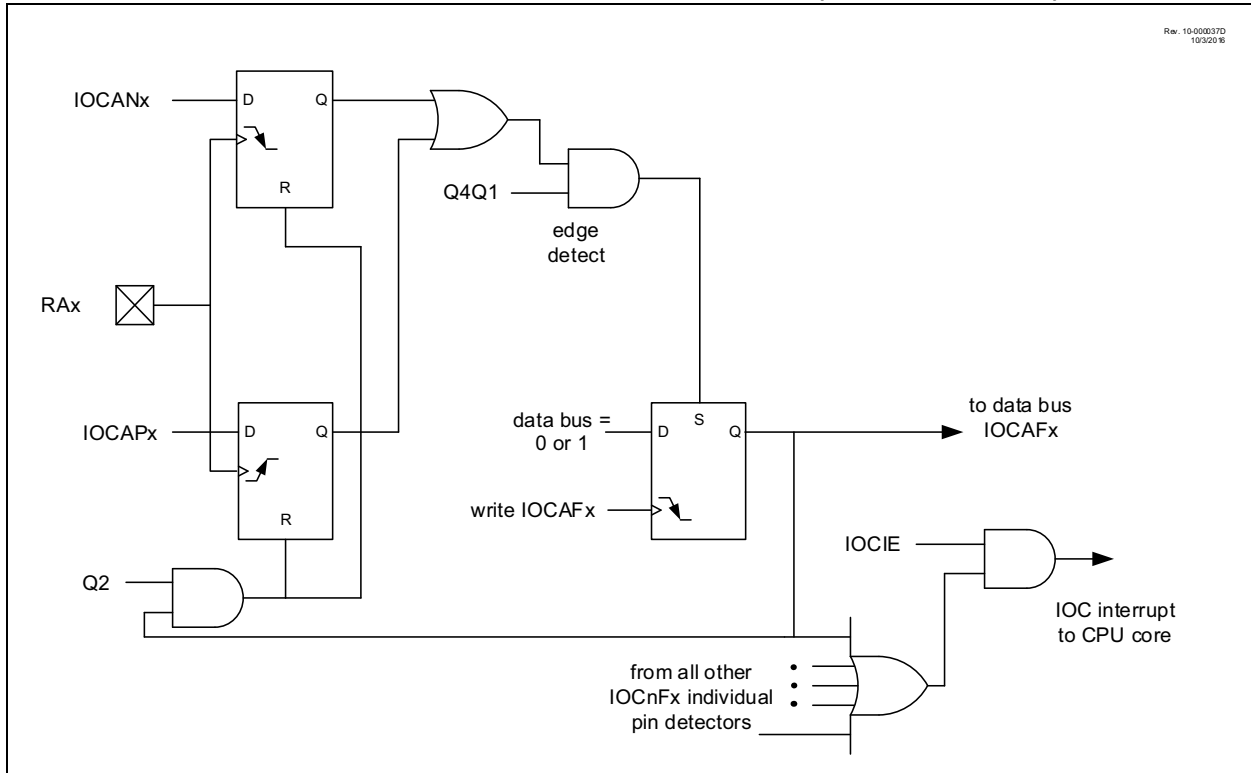 Rev. 10-000037D
10/3/2016
IOCANx
D
Q
R
Q4Q1
edge
detect
RAx
IOCAPx
D
Q
R
data bus =
0 or 1
S
D
Q
to data bus
IOCAFx
write IOCAFx
IOCIE
Q2
IOC interrupt
to CPU core
from all other
IOCnFx individual
pin detectors